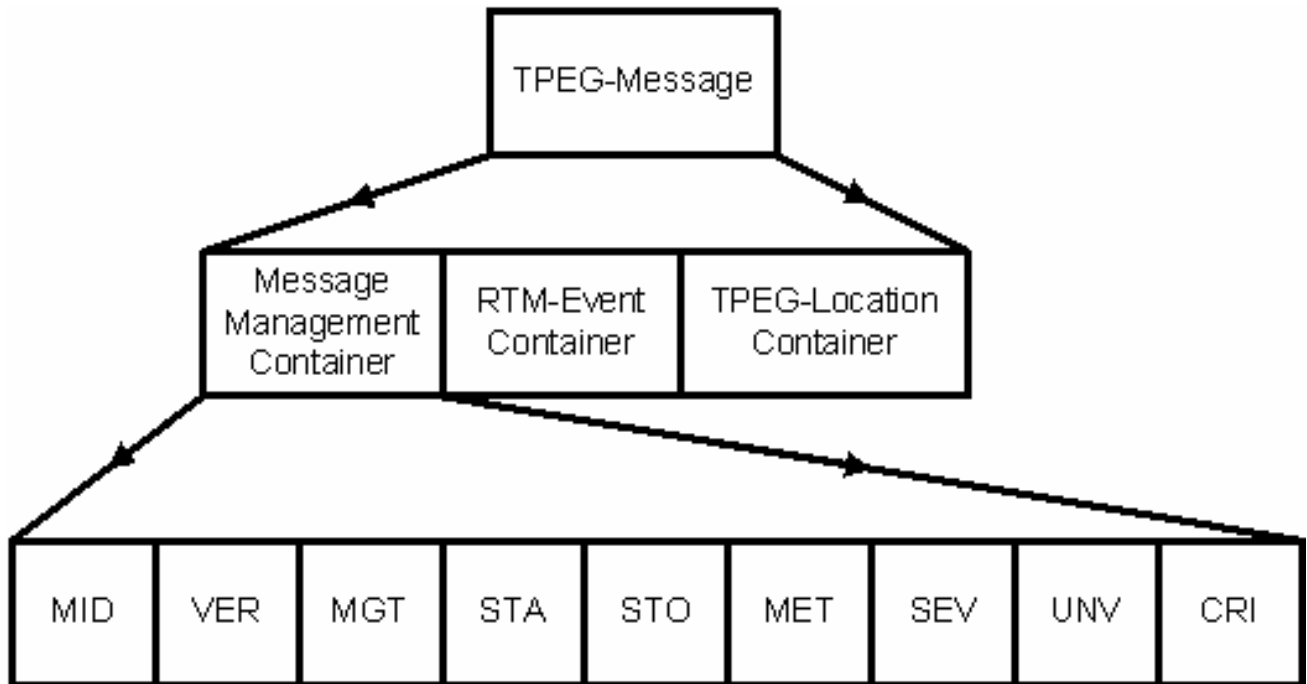 TPEG-Message
Message
Management
Container
RTM-Event
Container
TPEG-Location
Container
MID VER MGT STA STO MET SEV UNV CRI